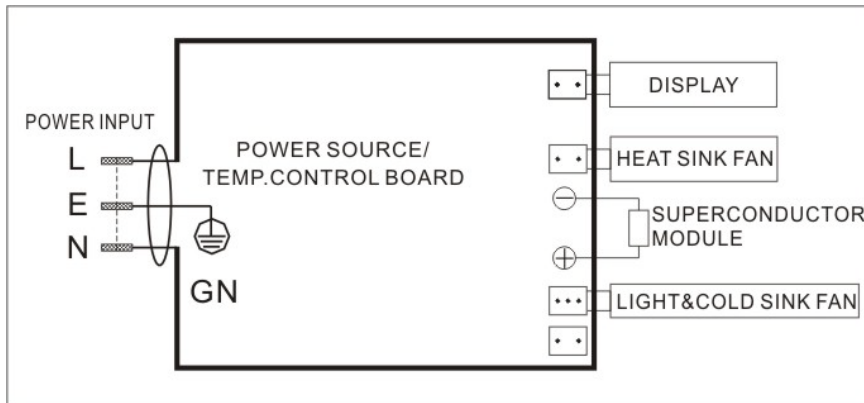 POWER INPUT
L
E
N
POWER SOURCE/
TEMP.CONTROL BOARD
GN
DISPLAY
HEAT SINK FAN
SUPERCONDUCTOR
MODULE
LIGHT&COLD SINK FAN